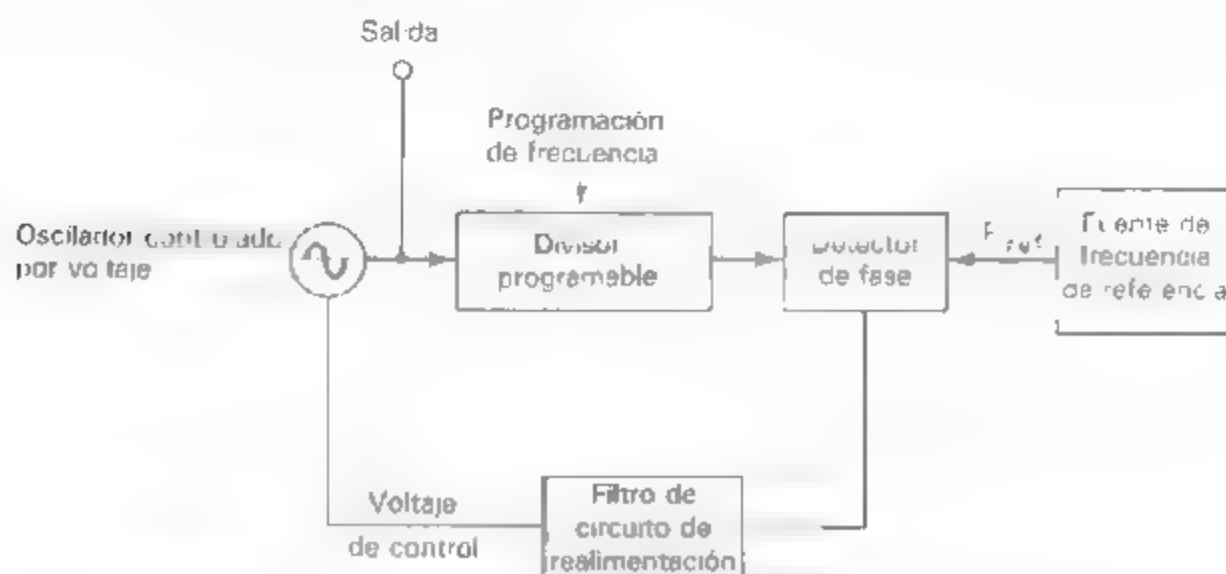 Salida
Programación
de frecuencia
Oscilador controlado
por voltaje
Divisor
programable
Detector
de fase
F ref
Fuente de
frecuencia
de referencia
Voltaje
de control
Filtro de
circuito de
realimentación